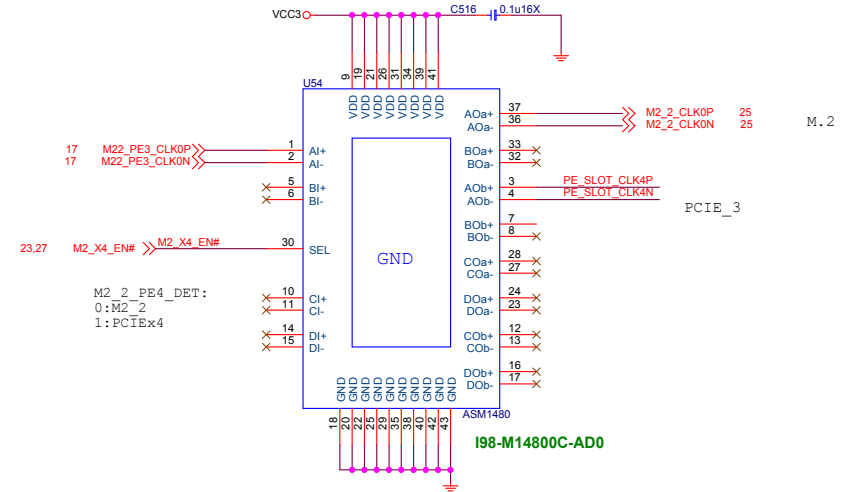 VCC3
C516
0.1u16X
U54
9
19
21
26
31
34
39
41
VDD
VDD
VDD
VDD
VDD
VDD
VDD
VDD
17 M22_PE3_CLK0P 1 AI+
17 M22_PE3_CLK0N 2 AI-
5 BI+
6 BI-
23,27 M2_X4_EN# M2_X4_EN# 30 SEL
10 CI+
11 CI-
14 DI+
15 DI-
M2_2_PE4_DET:
0:M2_2
1:PCIEx4
GND
AOa+ 37 M2_2_CLK0P 25
AOa- 36 M2_2_CLK0N 25
M.2
BOa+ 33
BOa- 32
AOb+ 3 PE_SLOT_CLK4P
AOb- 4 PE_SLOT_CLK4N
PCIE_3
BOb+ 7
BOb- 8
COa+ 28
COa- 27
DOa+ 24
DOa- 23
COb+ 12
COb- 13
DOb+ 16
DOb- 17
GND
GND
GND
GND
GND
GND
GND
GND
GND
GND
18
20
22
25
29
35
38
40
42
43
ASM1480
I98-M14800C-AD0